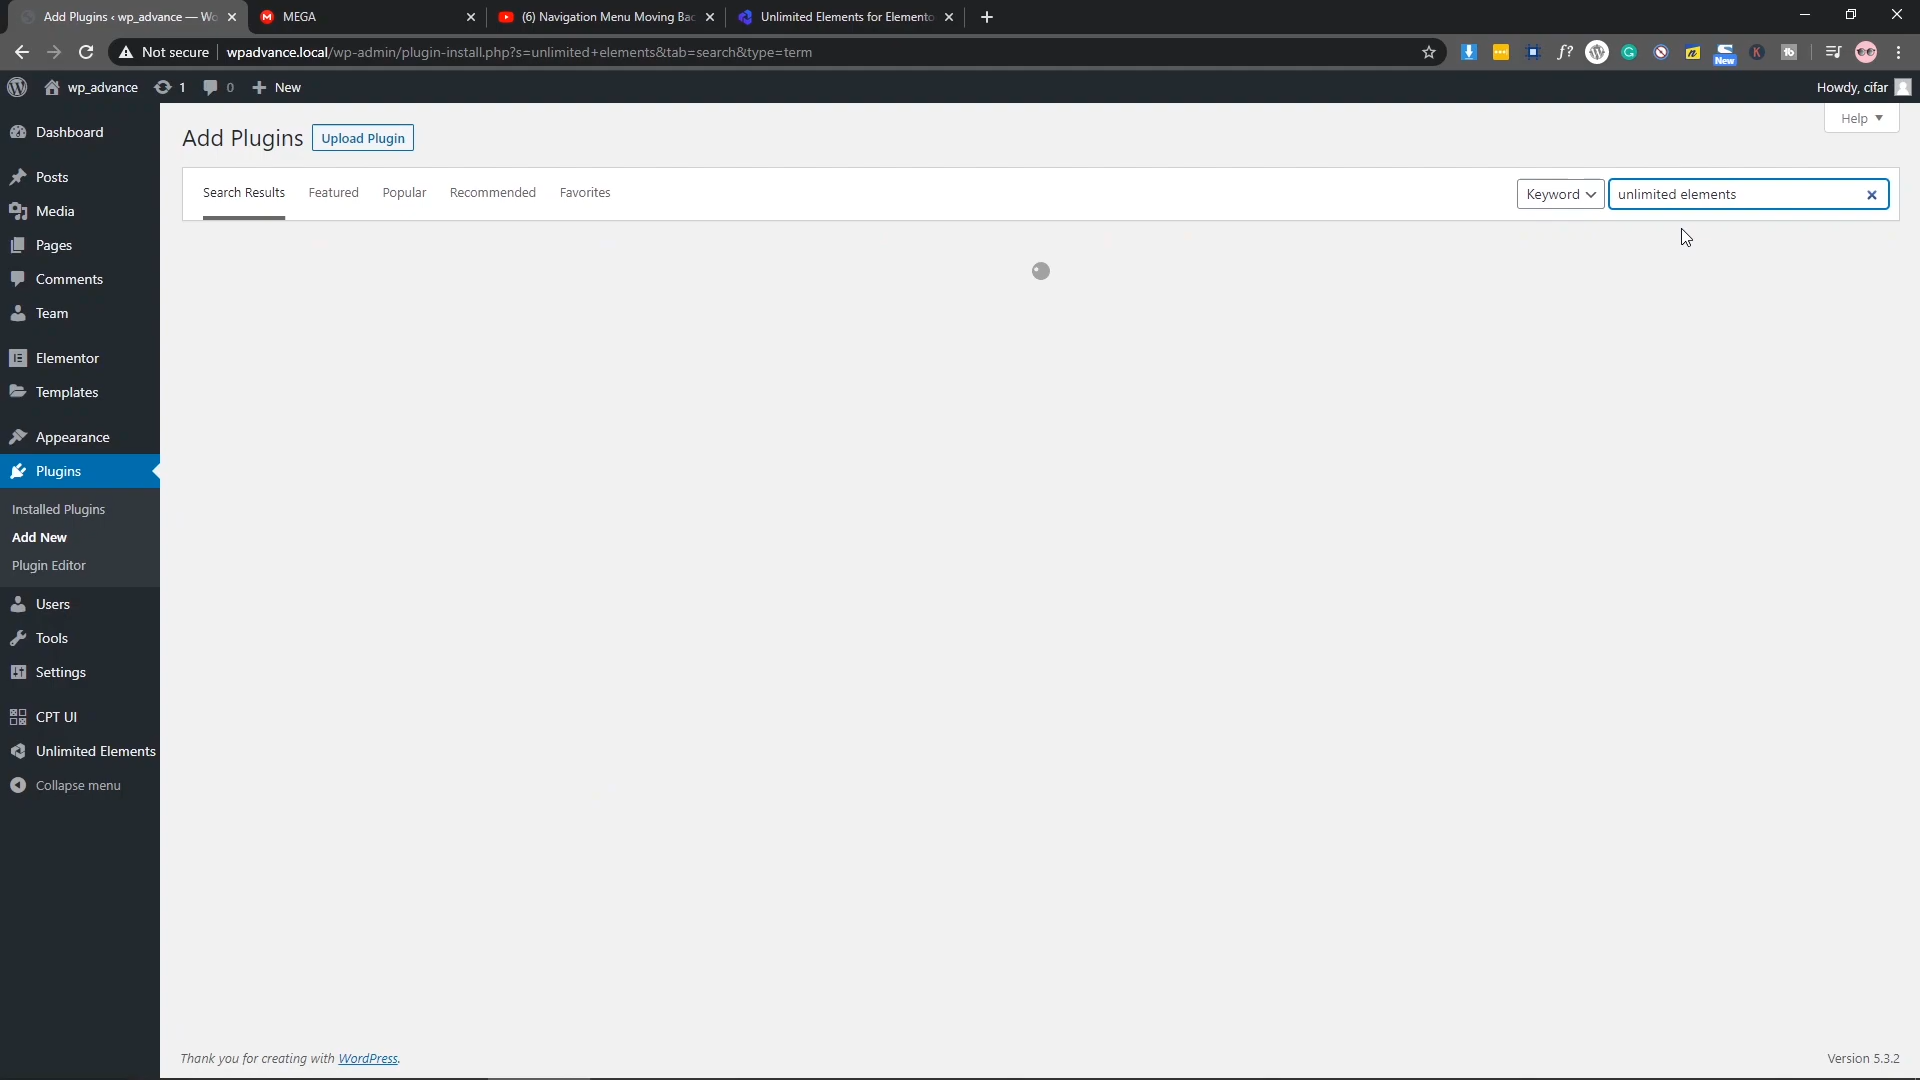 Add Plugins ‹ wp_advance — Wo
MEGA
(6) Navigation Menu Moving Bac
Unlimited Elements for Elemento
Not secure
wpadvance.local/wp-admin/plugin-install.php?s=unlimited+elements&tab=search&type=term
New
wp_advance
1
0
New
Howdy, cifar
Dashboard
Posts
Media
Pages
Comments
Team
Elementor
Templates
Appearance
Plugins
Installed Plugins
Add New
Plugin Editor
Users
Tools
Settings
CPT UI
Unlimited Elements
Collapse menu
Help
Add Plugins
Upload Plugin
Search Results
Featured
Popular
Recommended
Favorites
Keyword
unlimited elements
Thank you for creating with WordPress.
Version 5.3.2